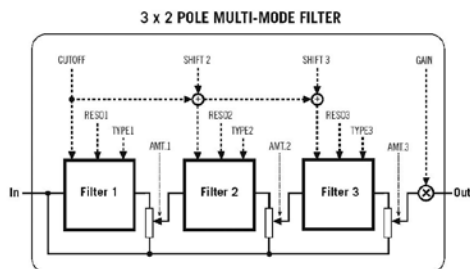 3 x 2 POLE MULTI-MODE FILTER
CUTOFF SHIFT 2 SHIFT 3 GAIN
RESO1 RESO2 RESO3
TYPE1 TYPE2 TYPE3
AMT.1 AMT.2 AMT.3
In Filter 1 Filter 2 Filter 3 Out